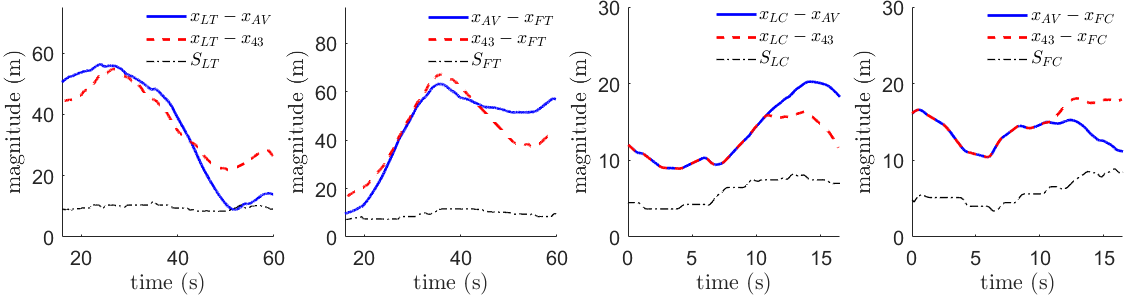 magnitude (m)
60
40
20
0
x_{LT} − x_{AV}
x_{LT} − x_{43}
S_{LT}
20
40
60
time (s)
magnitude (m)
80
60
40
20
0
x_{AV} − x_{FT}
x_{43} − x_{FT}
S_{FT}
20
40
60
time (s)
magnitude (m)
30
20
10
0
x_{LC} − x_{AV}
x_{LC} − x_{43}
S_{LC}
0
5
10
15
time (s)
magnitude (m)
30
20
10
0
x_{AV} − x_{FC}
x_{43} − x_{FC}
S_{FC}
0
5
10
15
time (s)